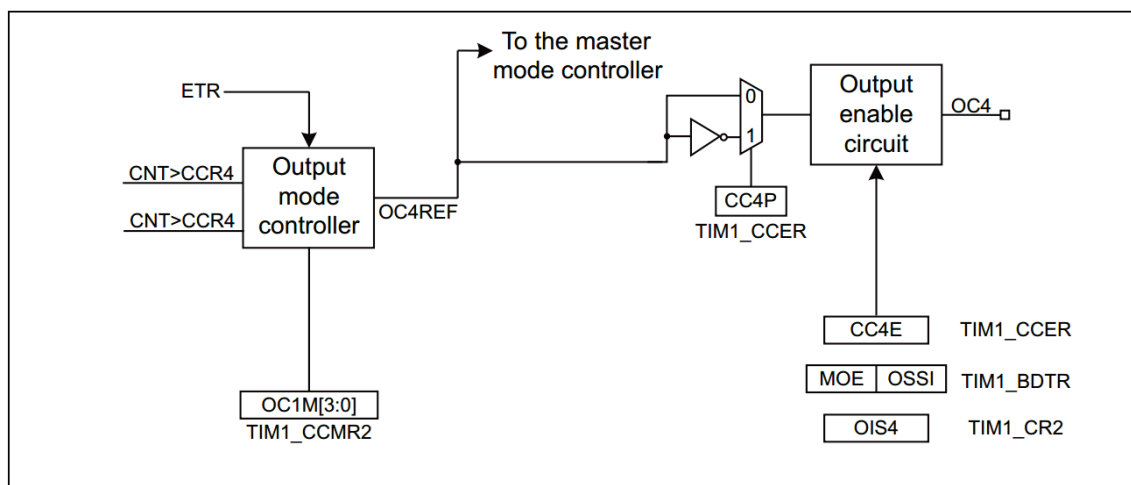 To the master
mode controller
ETR
CNT>CCR4
CNT>CCR4
Output
mode
controller
OC4REF
OC1M[3:0]
TIM1_CCMR2
0
1
CC4P
TIM1_CCER
Output
enable
circuit
OC4
CC4E TIM1_CCER
MOE OSSI TIM1_BDTR
OIS4 TIM1_CR2